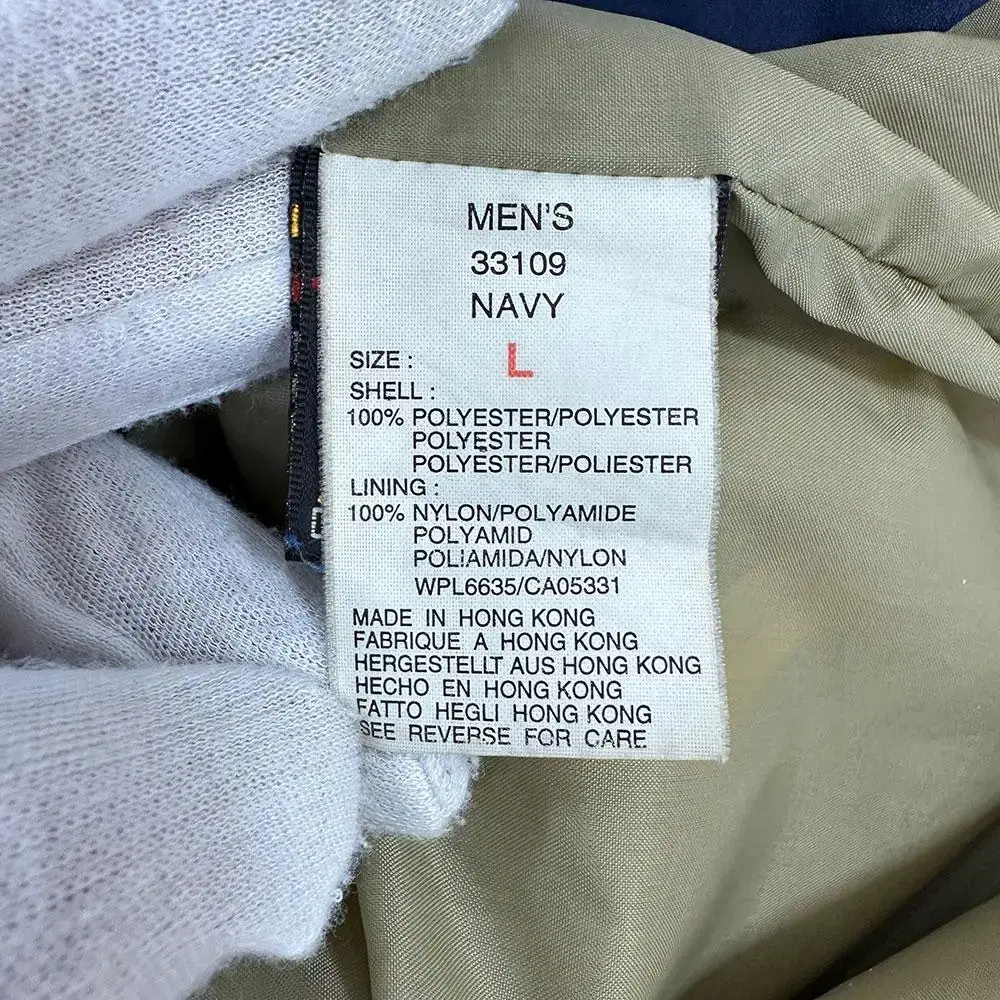 MEN'S
33109
NAVY
SIZE : L
SHELL :
100% POLYESTER/POLYESTER
POLYESTER
POLYESTER/POLIESTER
LINING :
100% NYLON/POLYAMIDE
POLYAMID
POLIAMIDA/NYLON
WPL6635/CA05331
MADE IN HONG KONG
FABRIQUE A HONG KONG
HERGESTELLT AUS HONG KONG
HECHO EN HONG KONG
FATTO HEGLI HONG KONG
SEE REVERSE FOR CARE